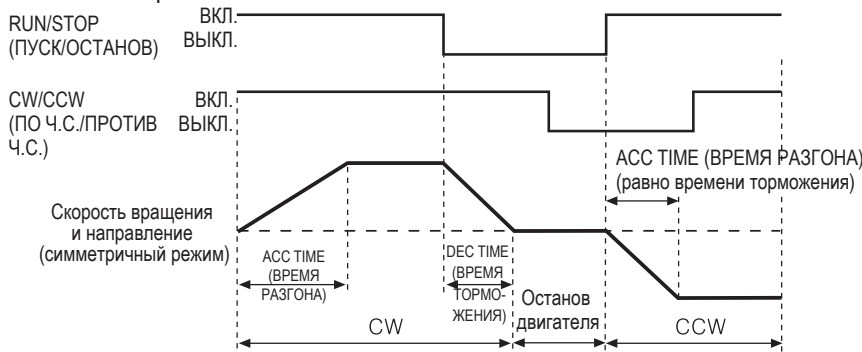 RUN/STOP
(ПУСК/ОСТАНОВ)
ВКЛ.
ВЫКЛ.
CW/CCW
(ПО Ч.С./ПРОТИВ
Ч.С.)
ВКЛ.
ВЫКЛ.
ACC TIME (ВРЕМЯ РАЗГОНА)
(равно времени торможения)
Скорость вращения
и направление
(симметричный режим)
ACC TIME
(ВРЕМЯ
РАЗГОНА)
DEC TIME
(ВРЕМЯ
ТОРМО-
ЖЕНИЯ)
Останов
двигателя
CW
CCW